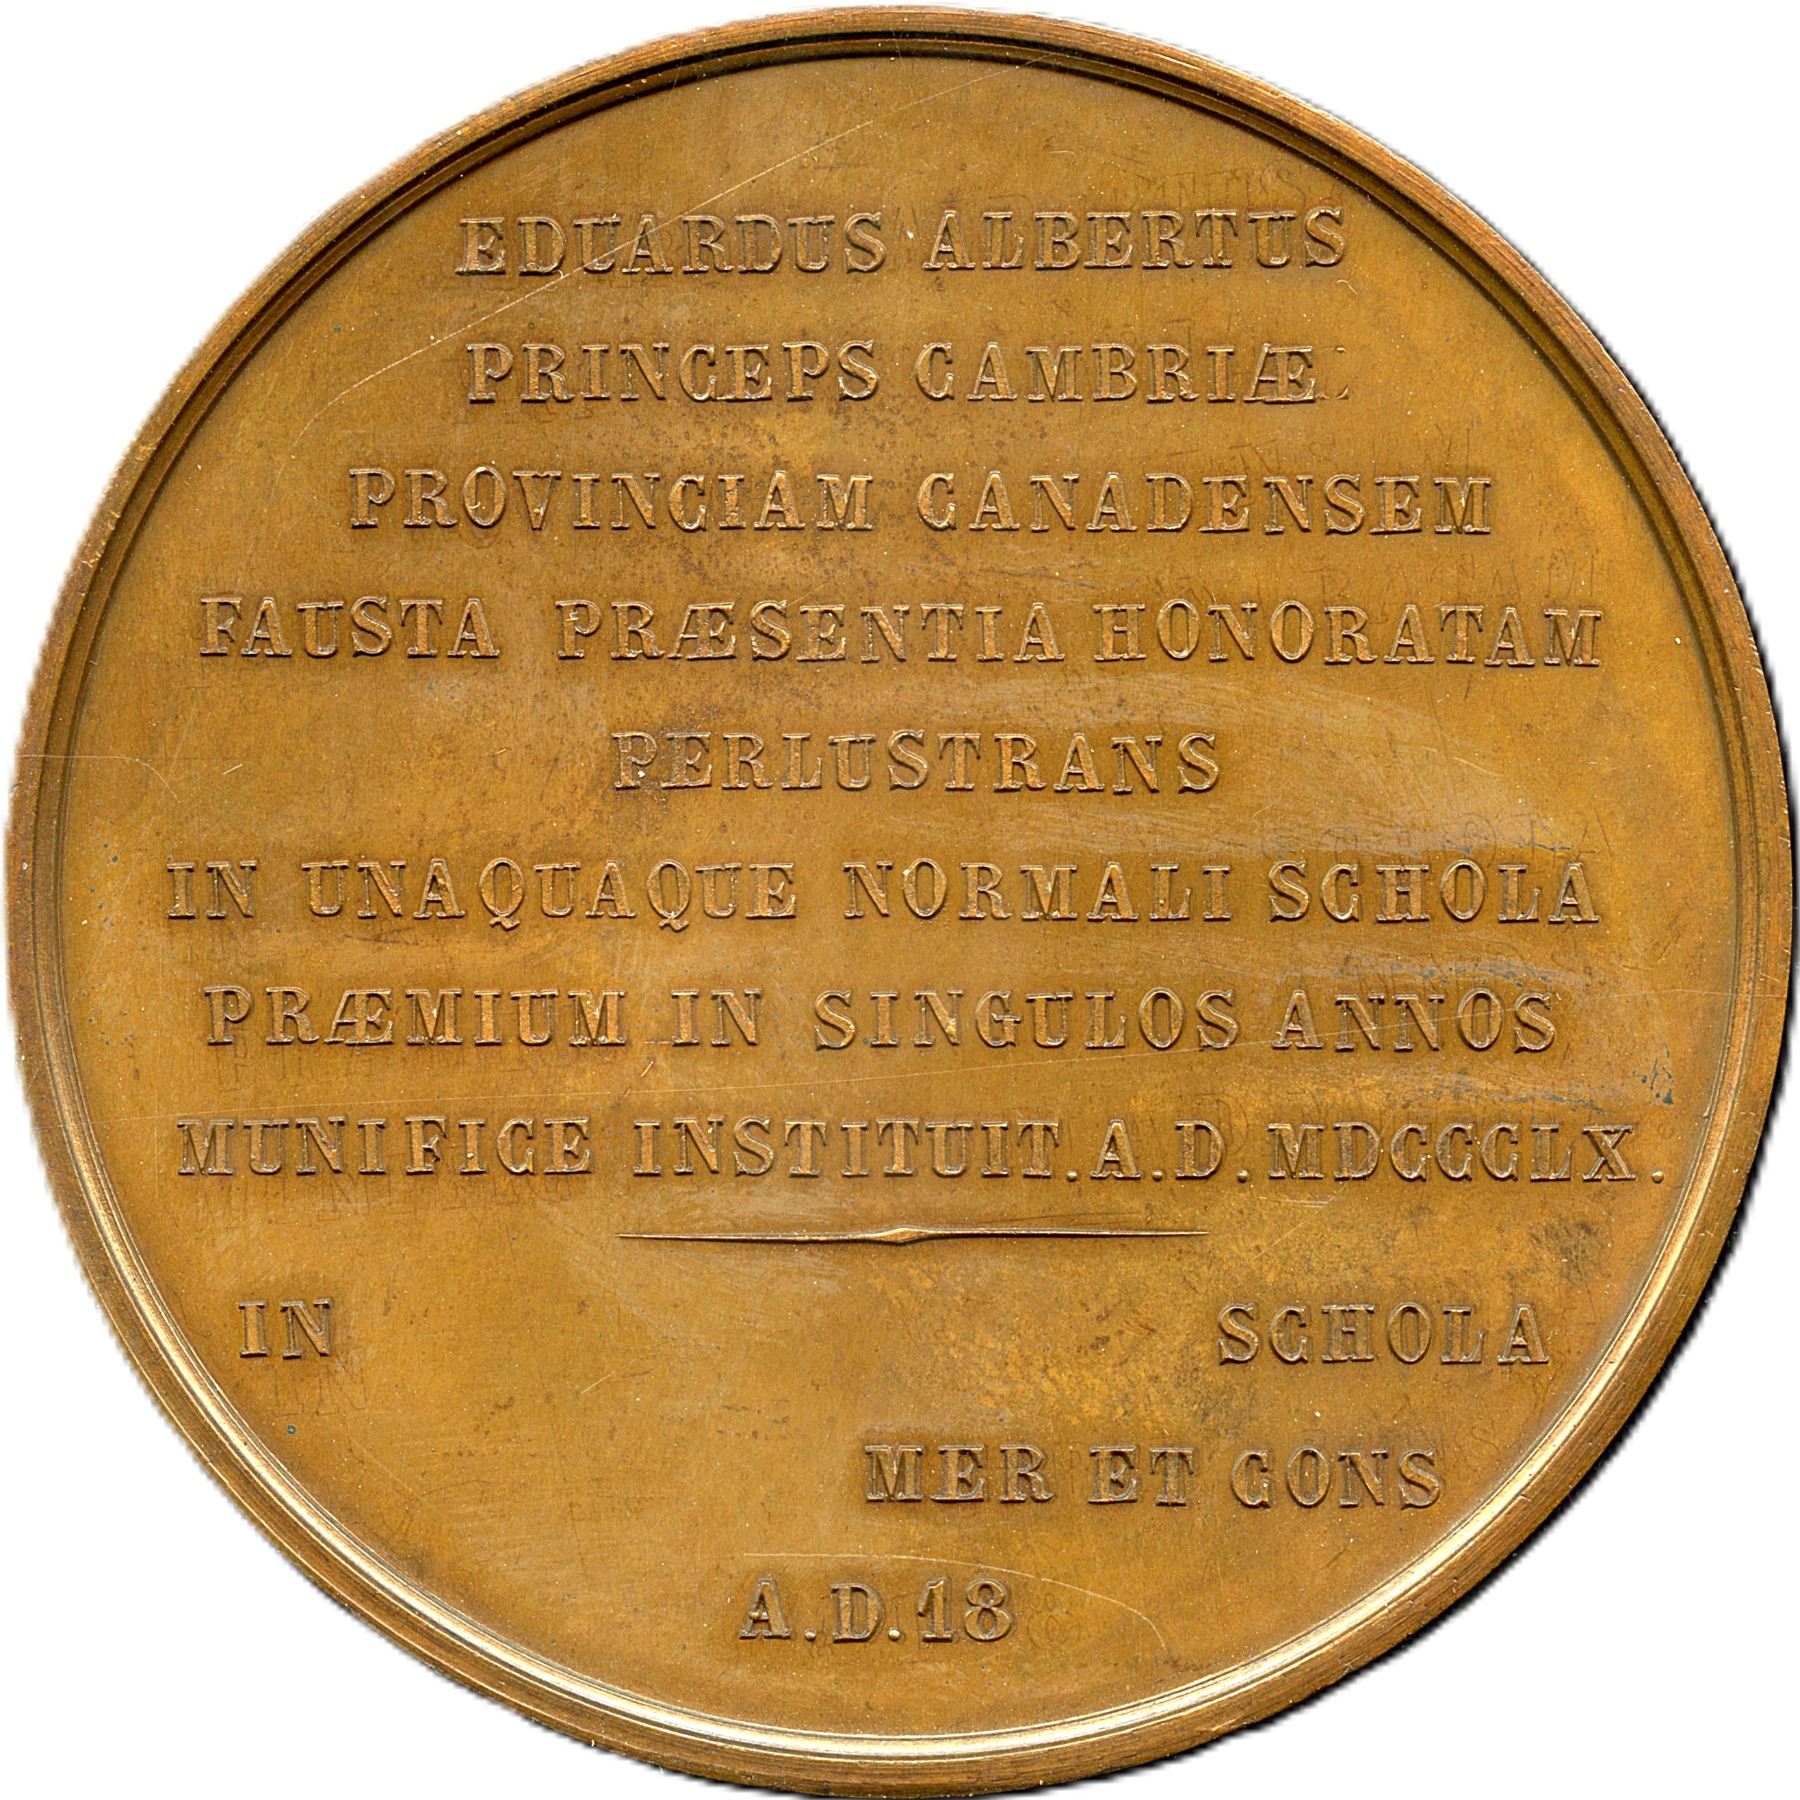 EDUARDUS ALBERTUS
PRINCEPS CAMBRIÆ
PROVINCIAM CANADENSEM
FAUSTA PRÆSENTIA HONORATAM
PERLUSTRANS
IN UNAQUAQUE NORMALI SCHOLA
PRÆMIUM IN SINGULOS ANNOS
MUNIFICE INSTITUIT. A.D. MDCCCLX.
IN SCHOLA
MER ET CONS
A.D.18